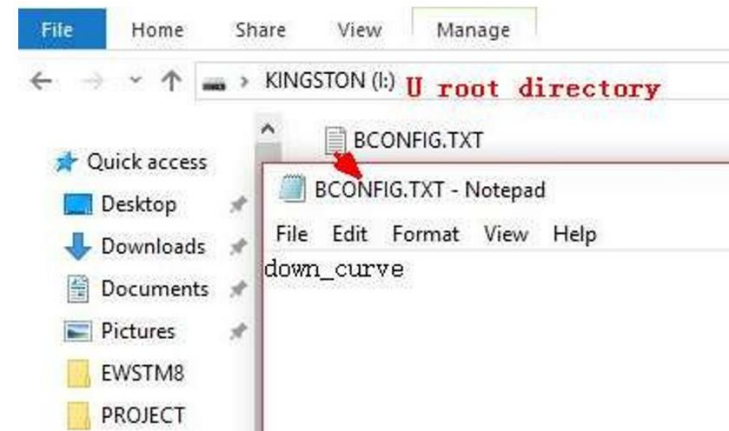 File Home Share View Manage
KINGSTON (I:) U root directory
BCONFIG.TXT
Quick access
BCONFIG.TXT - Notepad
Desktop
File Edit Format View Help
Downloads
down_curve
Documents
Pictures
EWSTM8
PROJECT